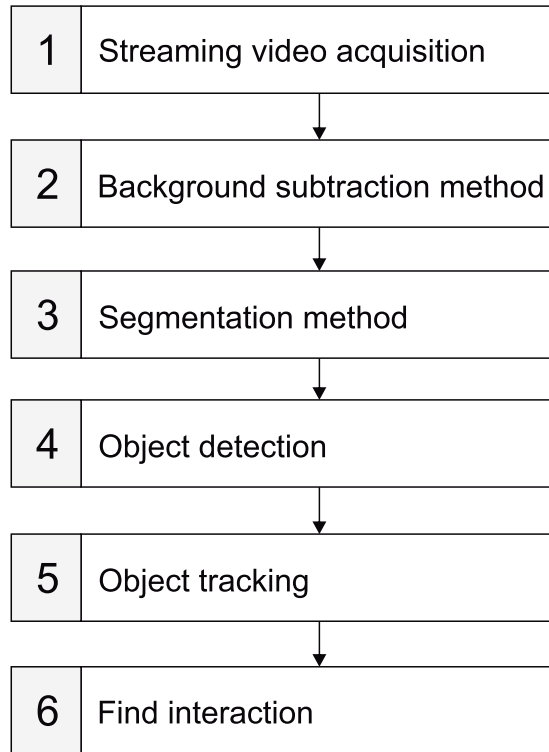 1 Streaming video acquisition
2 Background subtraction method
3 Segmentation method
4 Object detection
5 Object tracking
6 Find interaction